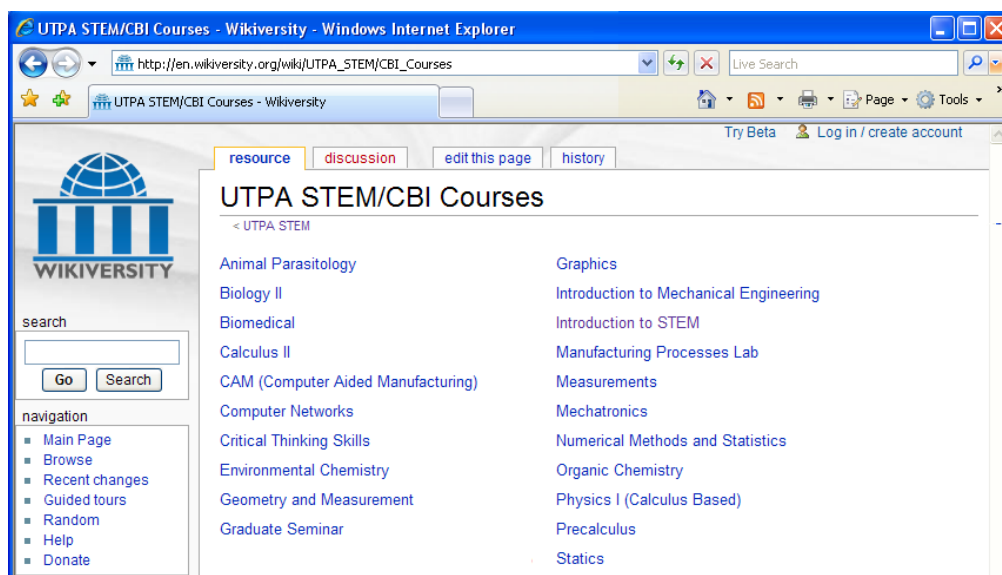 UTPA STEM/CBI Courses - Wikiversity - Windows Internet Explorer
http://en.wikiversity.org/wiki/UTPA_STEM/CBI_Courses
Live Search
UTPA STEM/CBI Courses - Wikiversity
Page
Tools
Try Beta
Log in / create account
resource
discussion
edit this page
history
UTPA STEM/CBI Courses
< UTPA STEM
WIKIVERSITY
search
Go
Search
navigation
Main Page
Browse
Recent changes
Guided tours
Random
Help
Donate
Animal Parasitology
Biology II
Biomedical
Calculus II
CAM (Computer Aided Manufacturing)
Computer Networks
Critical Thinking Skills
Environmental Chemistry
Geometry and Measurement
Graduate Seminar
Graphics
Introduction to Mechanical Engineering
Introduction to STEM
Manufacturing Processes Lab
Measurements
Mechatronics
Numerical Methods and Statistics
Organic Chemistry
Physics I (Calculus Based)
Precalculus
Statics